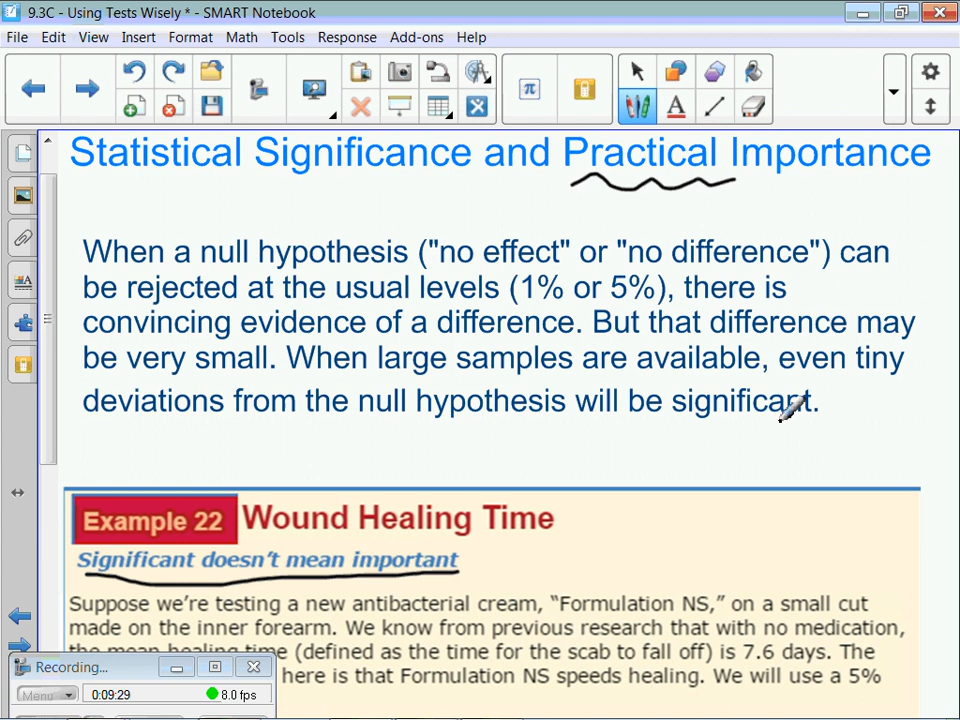 9.3C - Using Tests Wisely * - SMART Notebook
File Edit View Insert Format Math Tools Response Add-ons Help
π
A
Statistical Significance and Practical Importance
When a null hypothesis ("no effect" or "no difference") can
be rejected at the usual levels (1% or 5%), there is
convincing evidence of a difference. But that difference may
be very small. When large samples are available, even tiny
deviations from the null hypothesis will be significant.
Example 22 Wound Healing Time
Significant doesn't mean important
Suppose we're testing a new antibacterial cream, "Formulation NS," on a small cut
made on the inner forearm. We know from previous research that with no medication,
the mean healing time (defined as the time for the scab to fall off) is 7.6 days. The
here is that Formulation NS speeds healing. We will use a 5%
Recording...
Menu 0:09:29 8.0 fps